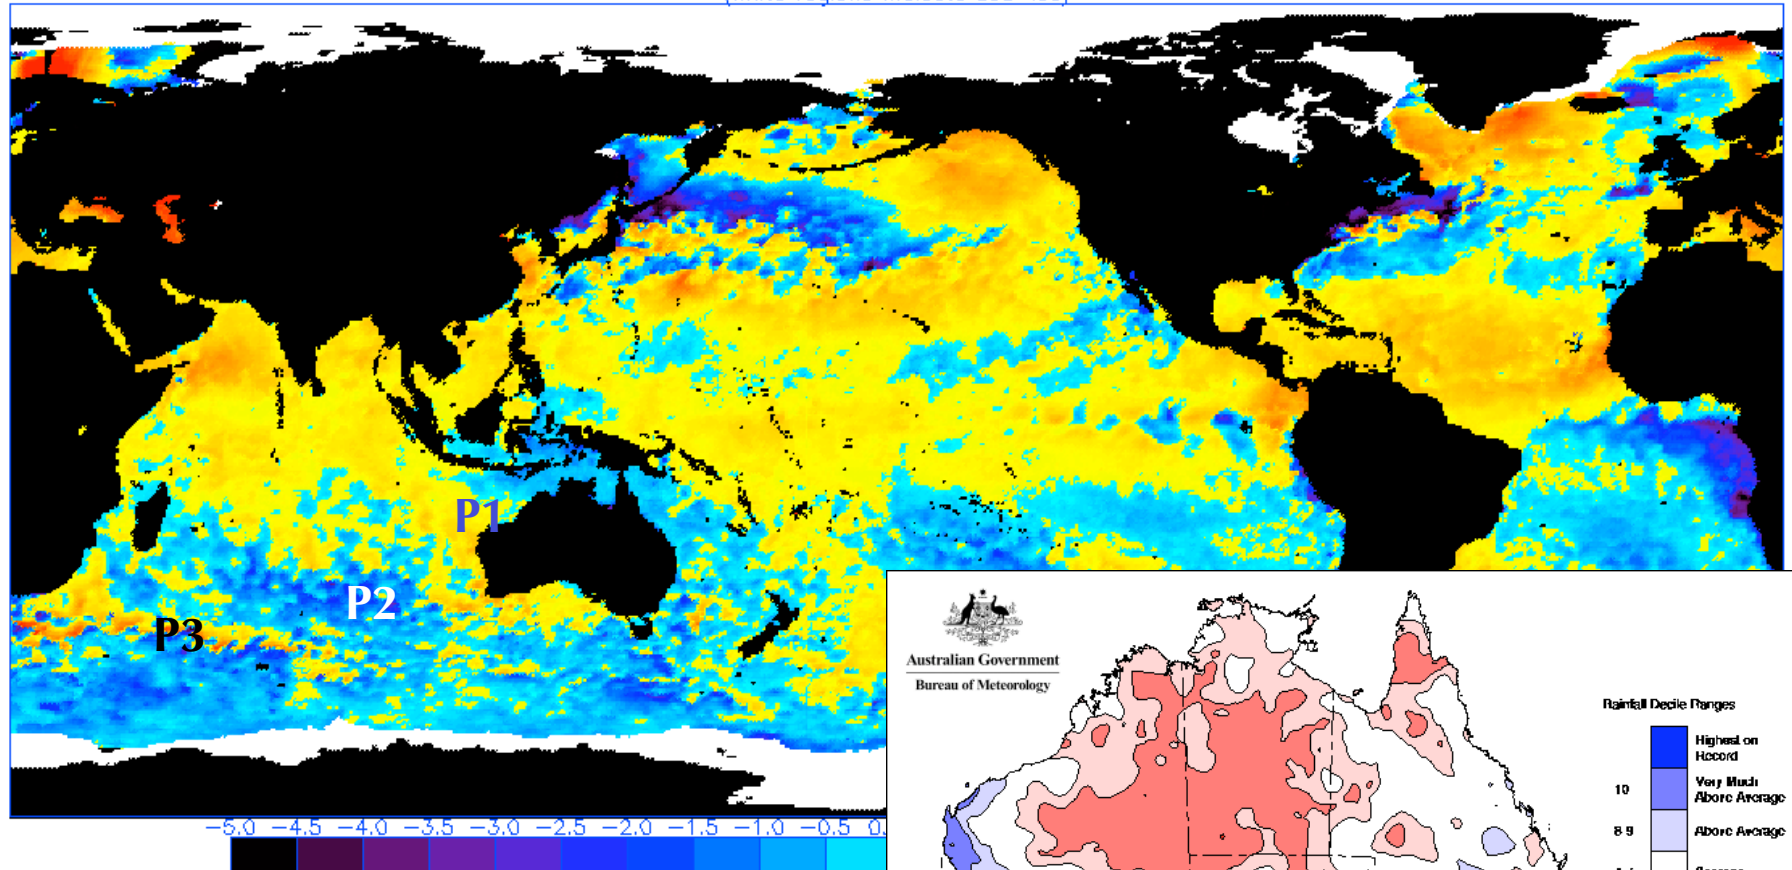 P1
P2
P3
-5.0 -4.5 -4.0 -3.5 -3.0 -2.5 -2.0 -1.5 -1.0 -0.5
Australian Government
Bureau of Meteorology
Rainfall Decile Ranges
Highest on
Record
10
Very Much
Above Average
8-9
Above Average